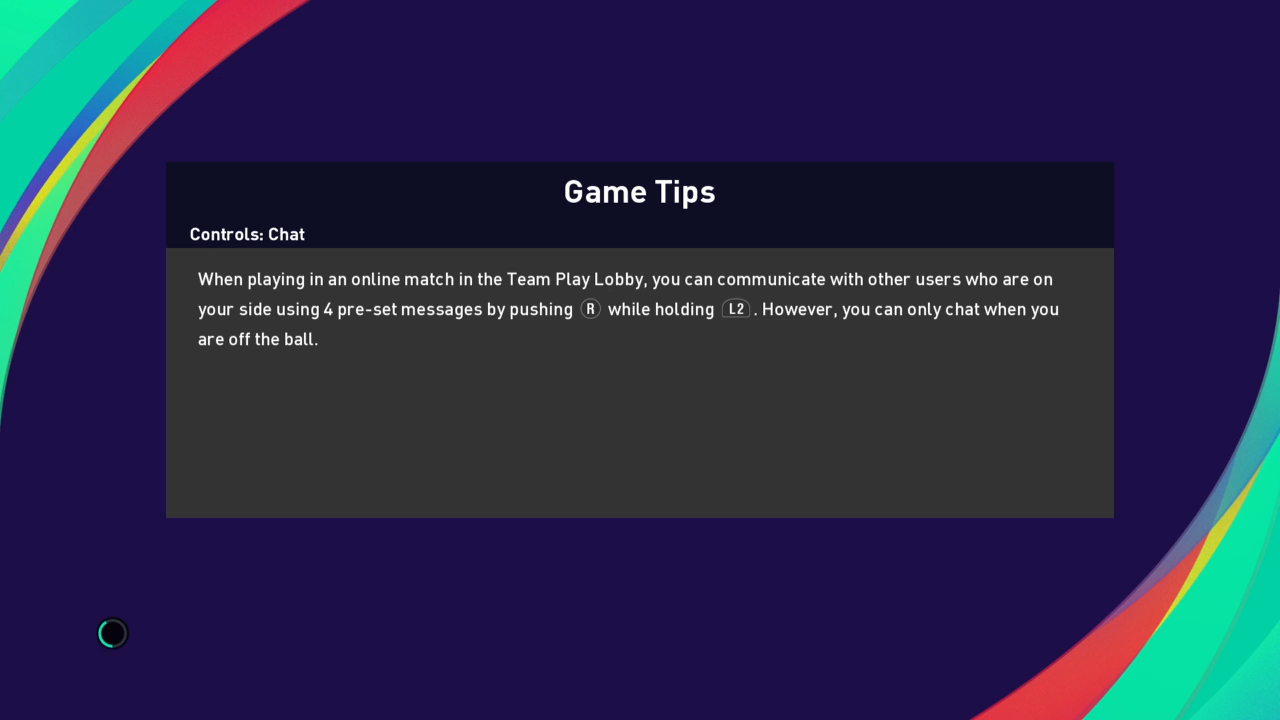 Game Tips
Controls: Chat
When playing in an online match in the Team Play Lobby, you can communicate with other users who are on
your side using 4 pre-set messages by pushing R while holding L2. However, you can only chat when you
are off the ball.